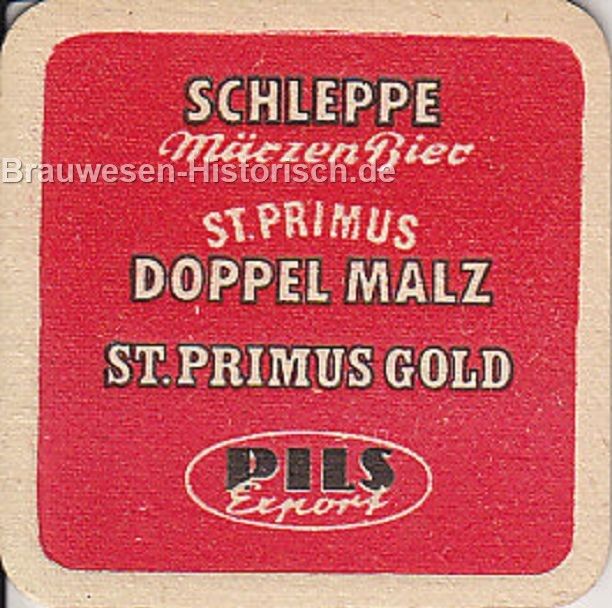 SCHLEPPE
Märzen Bier
Brauwesen-Historisch.de
ST. PRIMUS
DOPPEL MALZ
ST. PRIMUS GOLD
PILS
Export